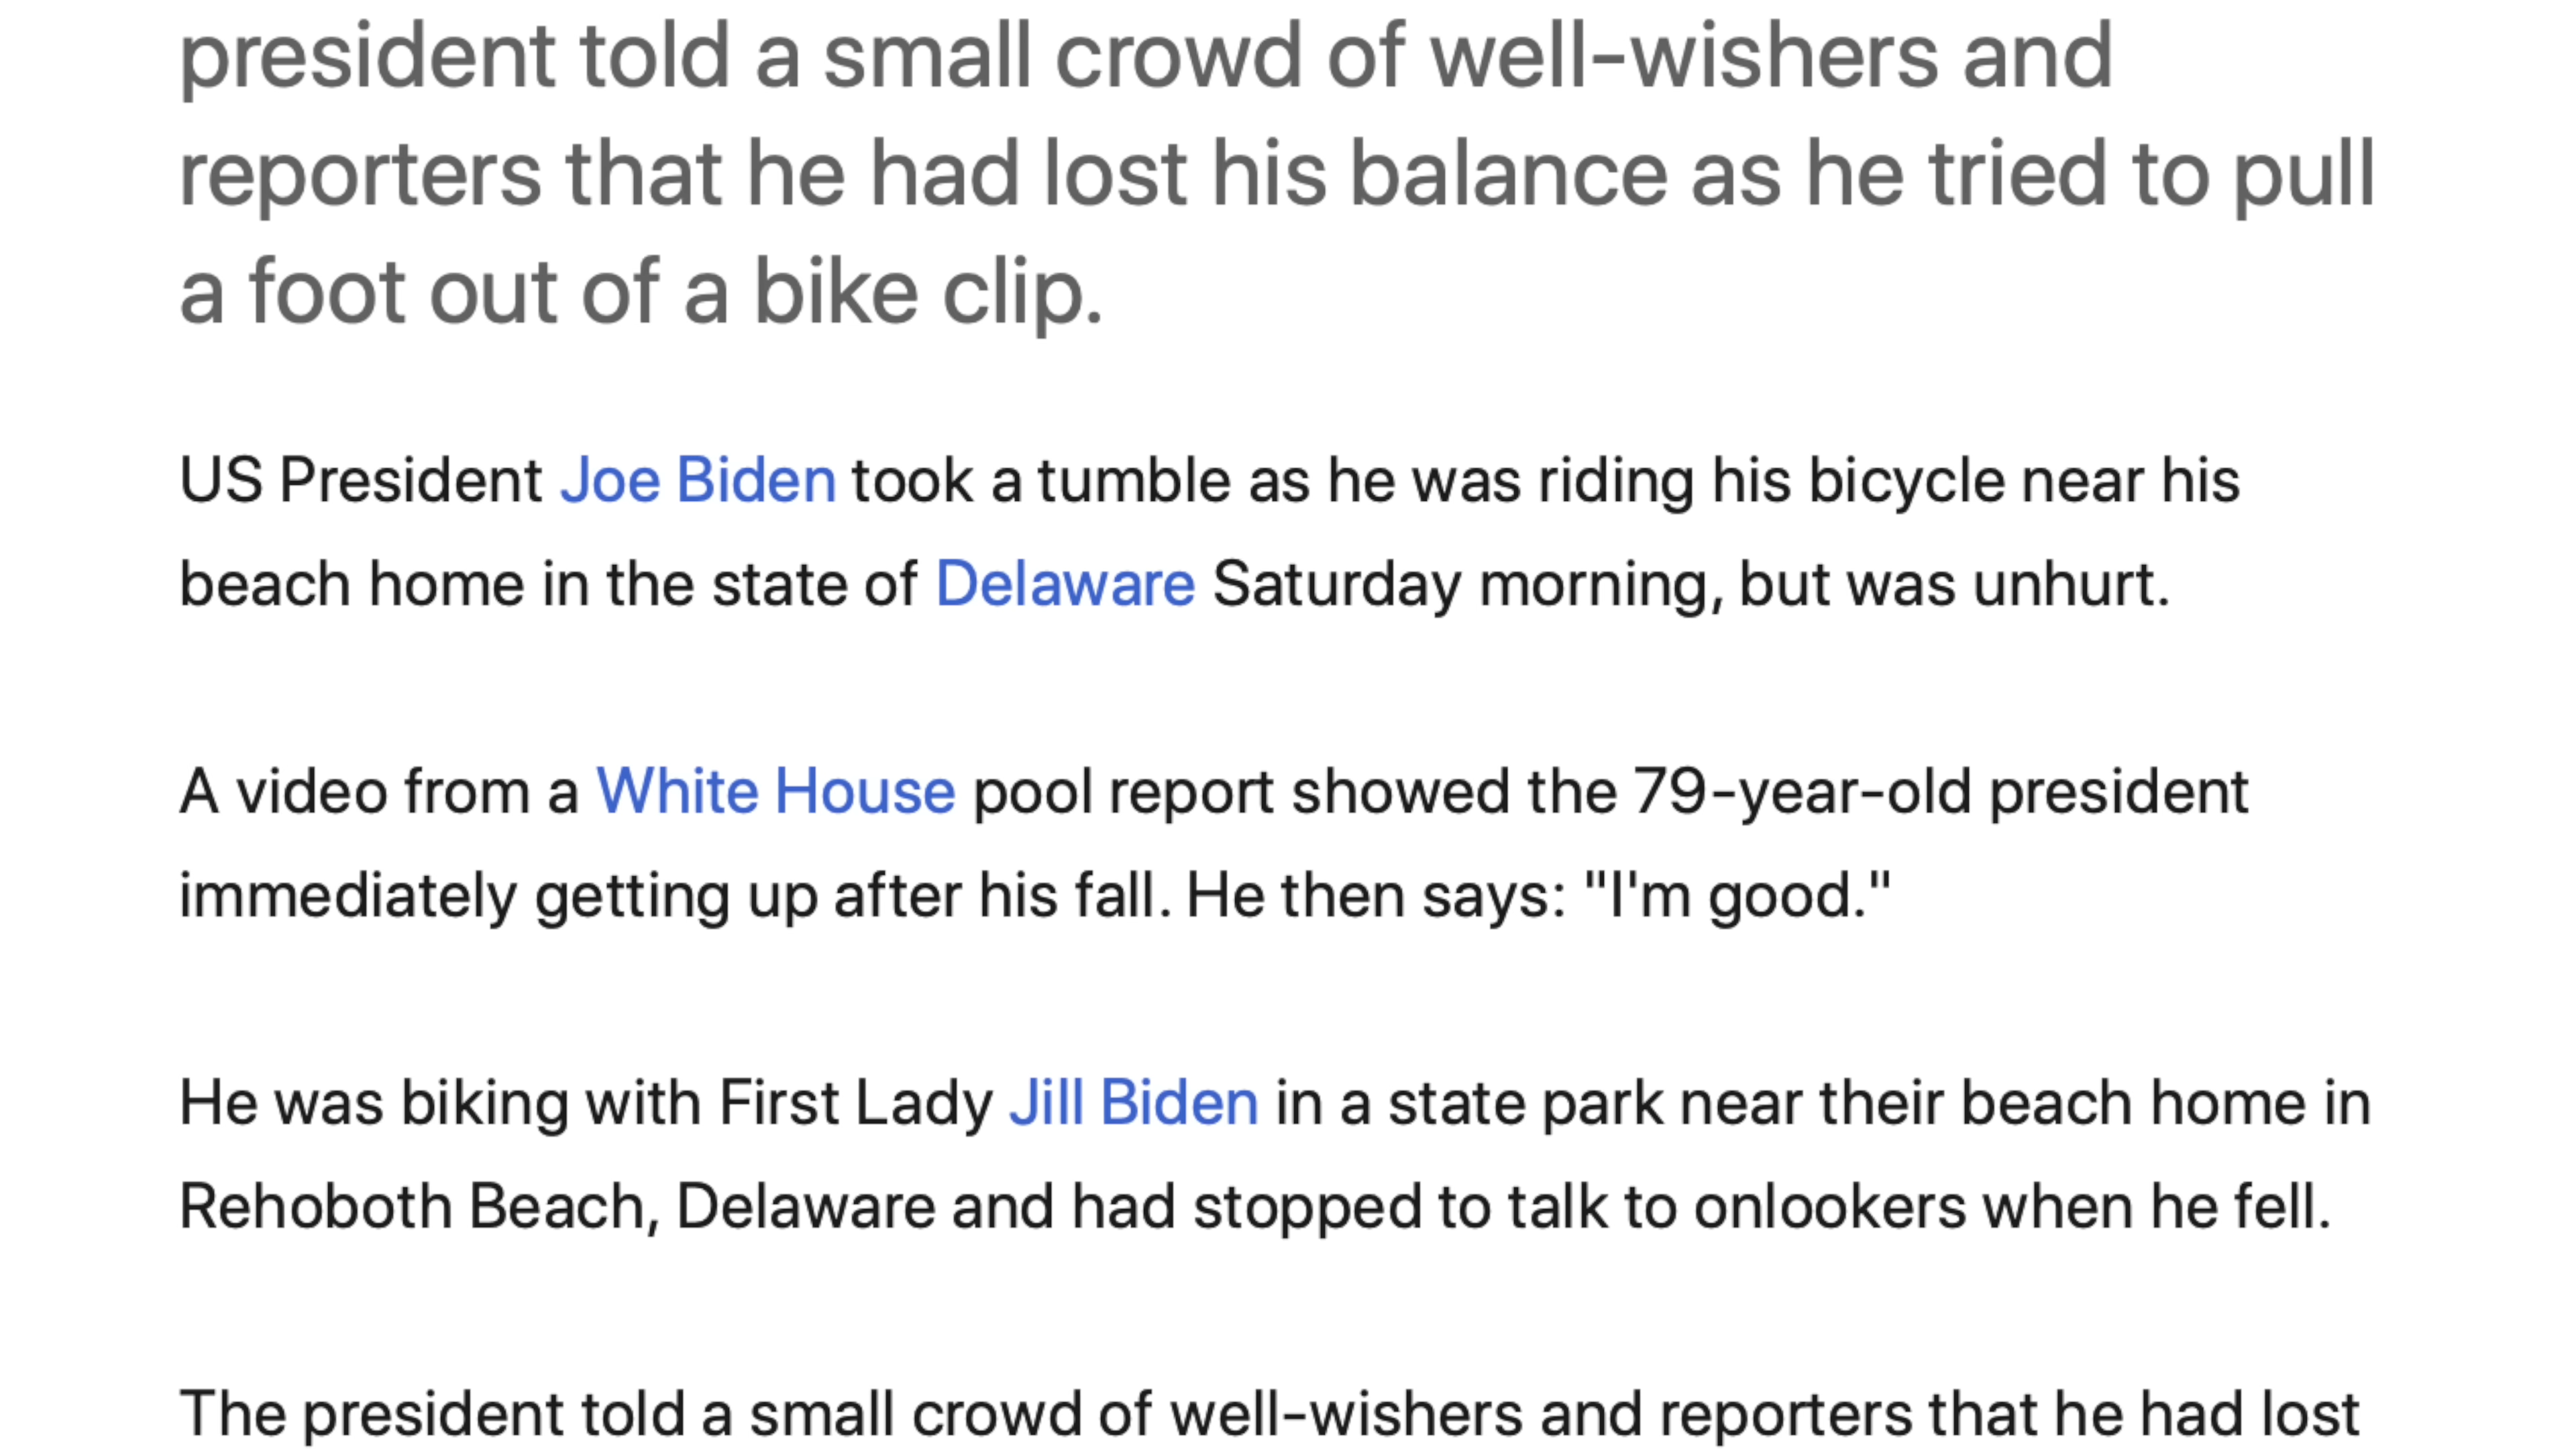 president told a small crowd of well-wishers and
reporters that he had lost his balance as he tried to pull
a foot out of a bike clip.
US President Joe Biden took a tumble as he was riding his bicycle near his
beach home in the state of Delaware Saturday morning, but was unhurt.
A video from a White House pool report showed the 79-year-old president
immediately getting up after his fall. He then says: "I'm good."
He was biking with First Lady Jill Biden in a state park near their beach home in
Rehoboth Beach, Delaware and had stopped to talk to onlookers when he fell.
The president told a small crowd of well-wishers and reporters that he had lost